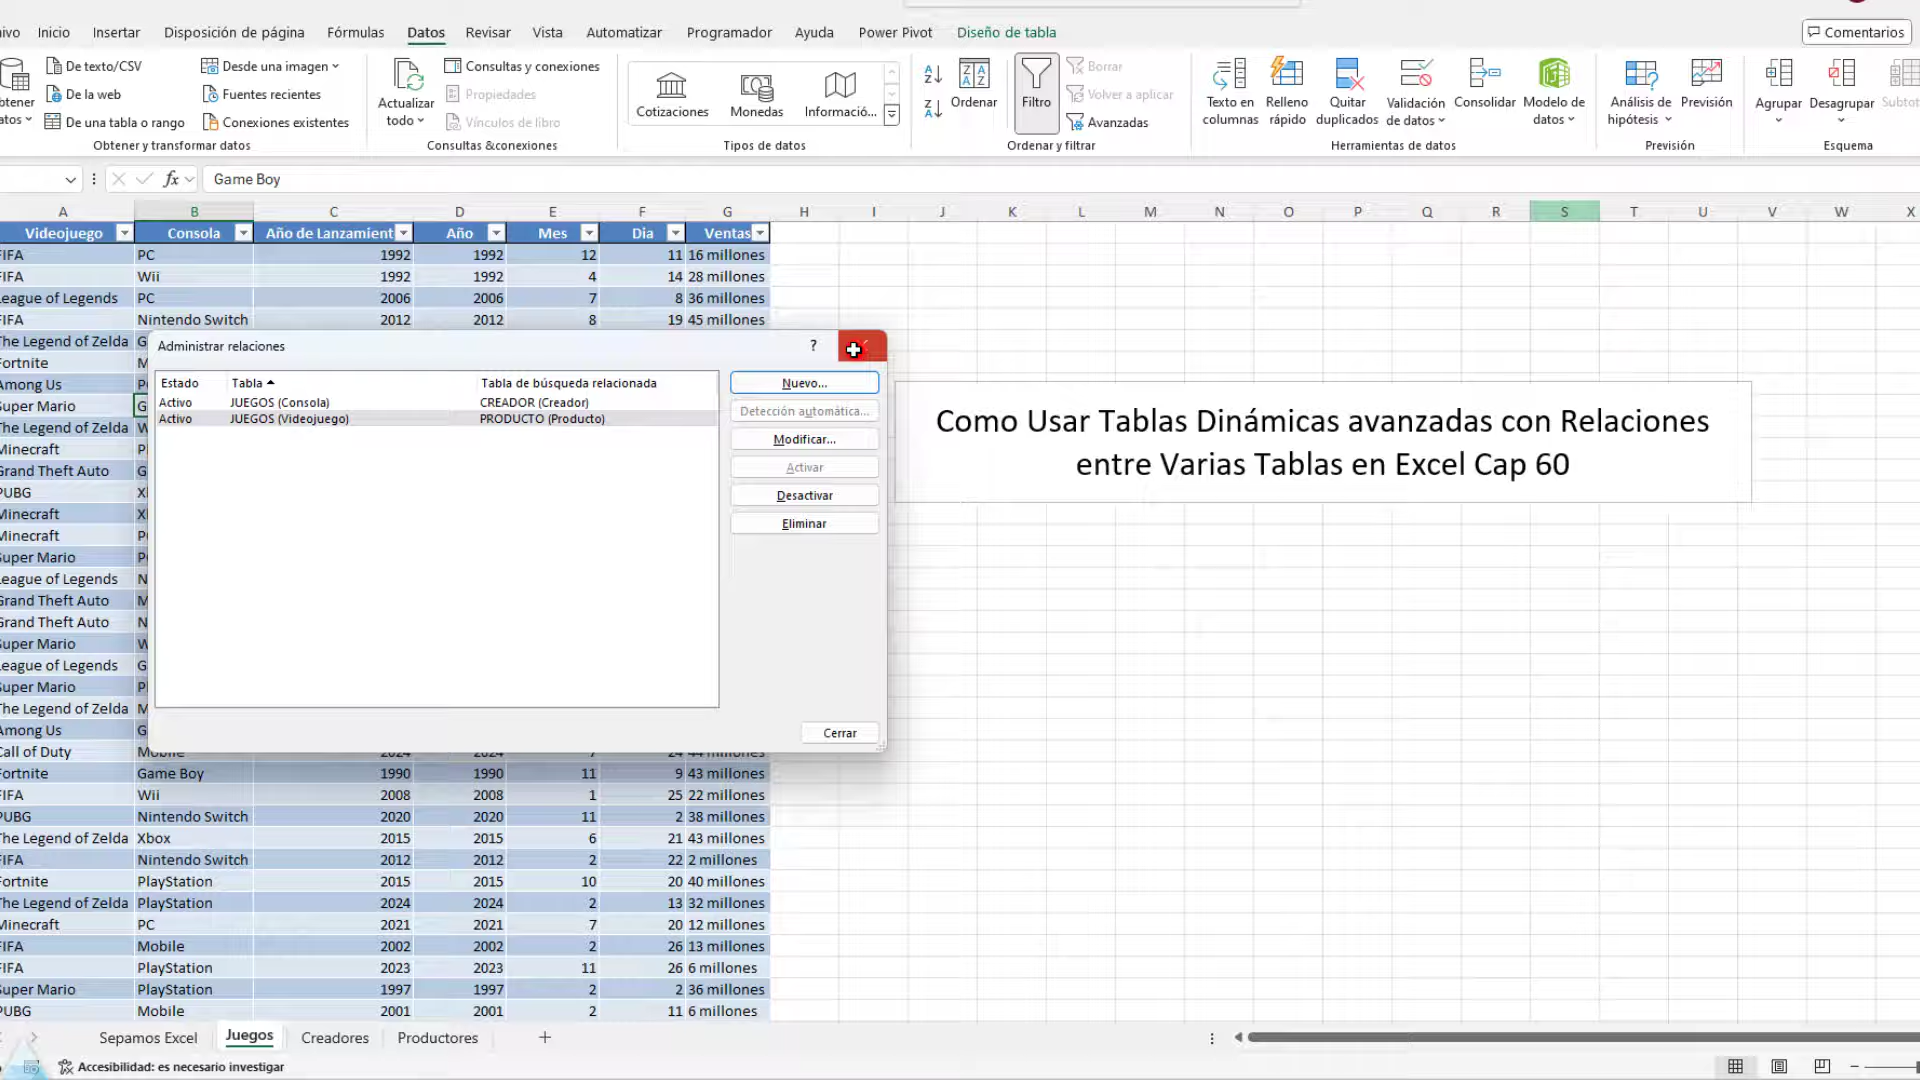 Inicio Insertar Disposición de página Fórmulas Datos Revisar Vista Automatizar Programador Ayuda Power Pivot Diseño de tabla Comentarios
De texto/CSV
De la web
De una tabla o rango
Desde una imagen
Fuentes recientes
Conexiones existentes
Obtener y transformar datos
Actualizar
todo
Consultas y conexiones
Propiedades
Vínculos de libro
Consultas &conexiones
Cotizaciones Monedas Informació...
Tipos de datos
Ordenar
Filtro
Borrar
Volver a aplicar
Avanzadas
Ordenar y filtrar
Texto en
columnas
Relleno
rápido
Quitar
duplicados
Validación
de datos
Consolidar
Modelo de
datos
Herramientas de datos
Análisis de
hipótesis
Previsión
Previsión
Agrupar
Desagrupar
Esquema
fx Game Boy
A B C D E F G H I J K L M N O P Q R S T U V W X
Videojuego Consola Año de Lanzamient Año Mes Dia Ventas
FIFA PC 1992 1992 12 11 16 millones
FIFA Wii 1992 1992 4 14 28 millones
League of Legends PC 2006 2006 7 8 36 millones
FIFA Nintendo Switch 2012 2012 8 19 45 millones
The Legend of Zelda G
Fortnite M
Among Us P
Super Mario G
The Legend of Zelda W
Minecraft Pl
Grand Theft Auto G
PUBG X
Minecraft X
Minecraft P
Super Mario P
League of Legends N
Grand Theft Auto M
Grand Theft Auto N
Super Mario W
League of Legends G
Super Mario Pl
The Legend of Zelda M
Among Us G
Call of Duty Mobile 2024 2024 7 24 44 millones
Fortnite Game Boy 1990 1990 11 9 43 millones
FIFA Wii 2008 2008 1 25 22 millones
PUBG Nintendo Switch 2020 2020 11 2 38 millones
The Legend of Zelda Xbox 2015 2015 6 21 43 millones
FIFA Nintendo Switch 2012 2012 2 22 2 millones
Fortnite PlayStation 2015 2015 10 20 40 millones
The Legend of Zelda PlayStation 2024 2024 2 13 32 millones
Minecraft PC 2021 2021 7 20 12 millones
FIFA Mobile 2002 2002 2 26 13 millones
FIFA PlayStation 2023 2023 11 26 6 millones
Super Mario PlayStation 1997 1997 2 2 36 millones
PUBG Mobile 2001 2001 2 11 6 millones
Administrar relaciones ?
Estado Tabla Tabla de búsqueda relacionada
Activo JUEGOS (Consola) CREADOR (Creador)
Activo JUEGOS (Videojuego) PRODUCTO (Producto)
Nuevo...
Detección automática...
Modificar...
Activar
Desactivar
Eliminar
Cerrar
Como Usar Tablas Dinámicas avanzadas con Relaciones
entre Varias Tablas en Excel Cap 60
Sepamos Excel Juegos Creadores Productores
Accesibilidad: es necesario investigar